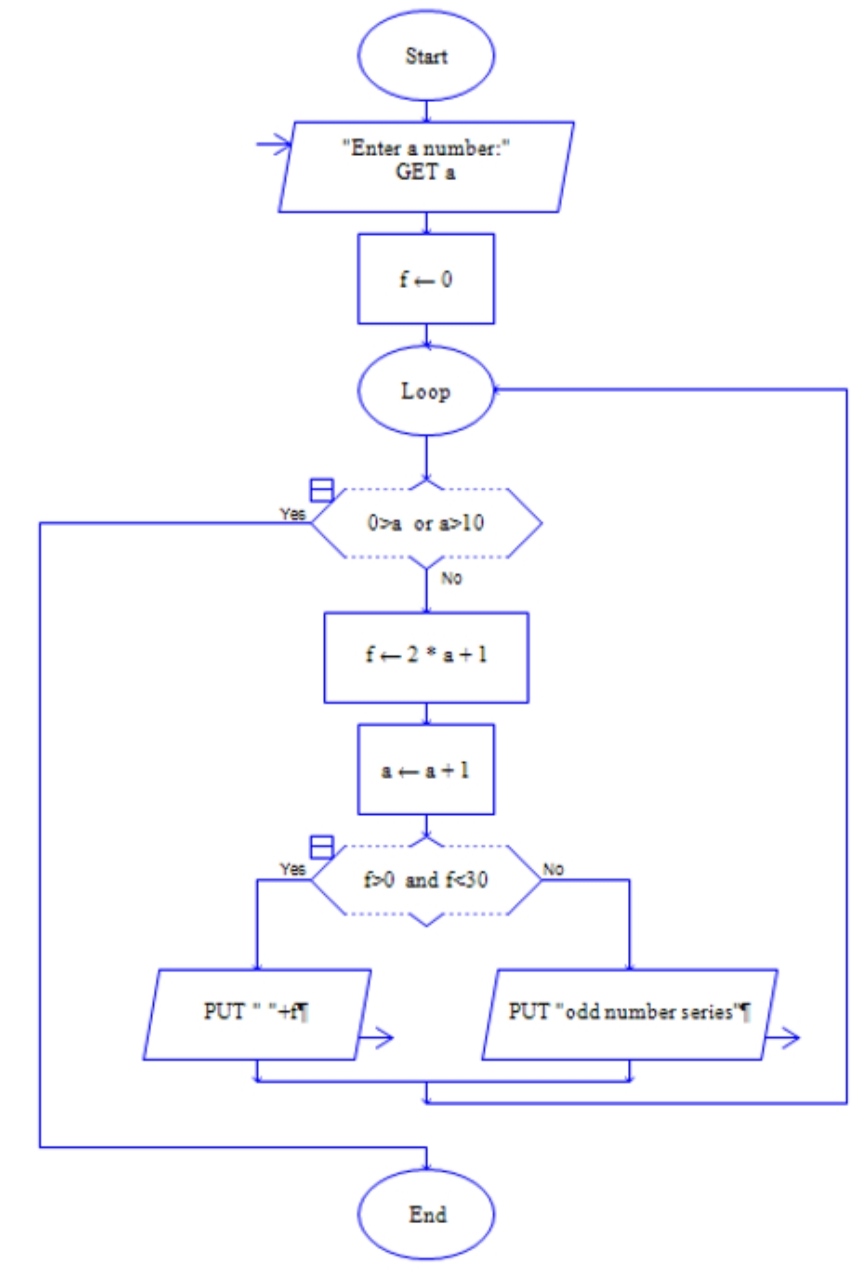 Start
"Enter a number:"
GET a
f ← 0
Loop
Yes
0>a or a>10
No
f ← 2 * a + 1
a ← a + 1
Yes
f>0 and f<30
No
PUT " "+f¶
PUT "odd number series"¶
End